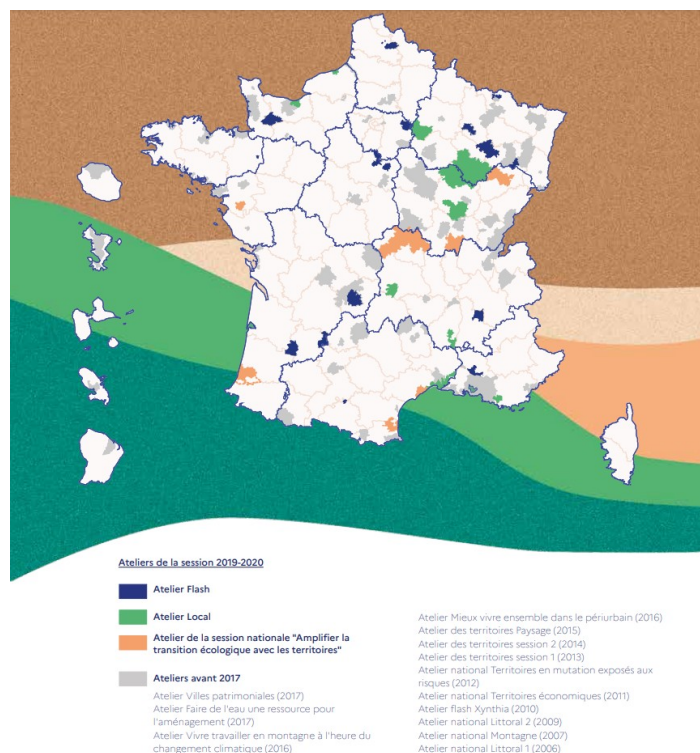 Ateliers de la session 2019-2020
Atelier Flash
Atelier Local
Atelier de la session nationale "Amplifier la
transition écologique avec les territoires"
Ateliers avant 2017
Atelier Villes patrimoniales (2017)
Atelier Faire de l'eau une ressource pour
l'aménagement (2017)
Atelier Vivre travailler en montagne à l'heure du
changement climatique (2016)
Atelier Mieux vivre ensemble dans le périurbain (2016)
Atelier des territoires Paysage (2015)
Atelier des territoires session 2 (2014)
Atelier des territoires session 1 (2013)
Atelier national Territoires en mutation exposés aux
risques (2012)
Atelier national Territoires économiques (2011)
Atelier flash Xynthia (2010)
Atelier national Littoral 2 (2009)
Atelier national Montagne (2007)
Atelier national Littoral 1 (2006)